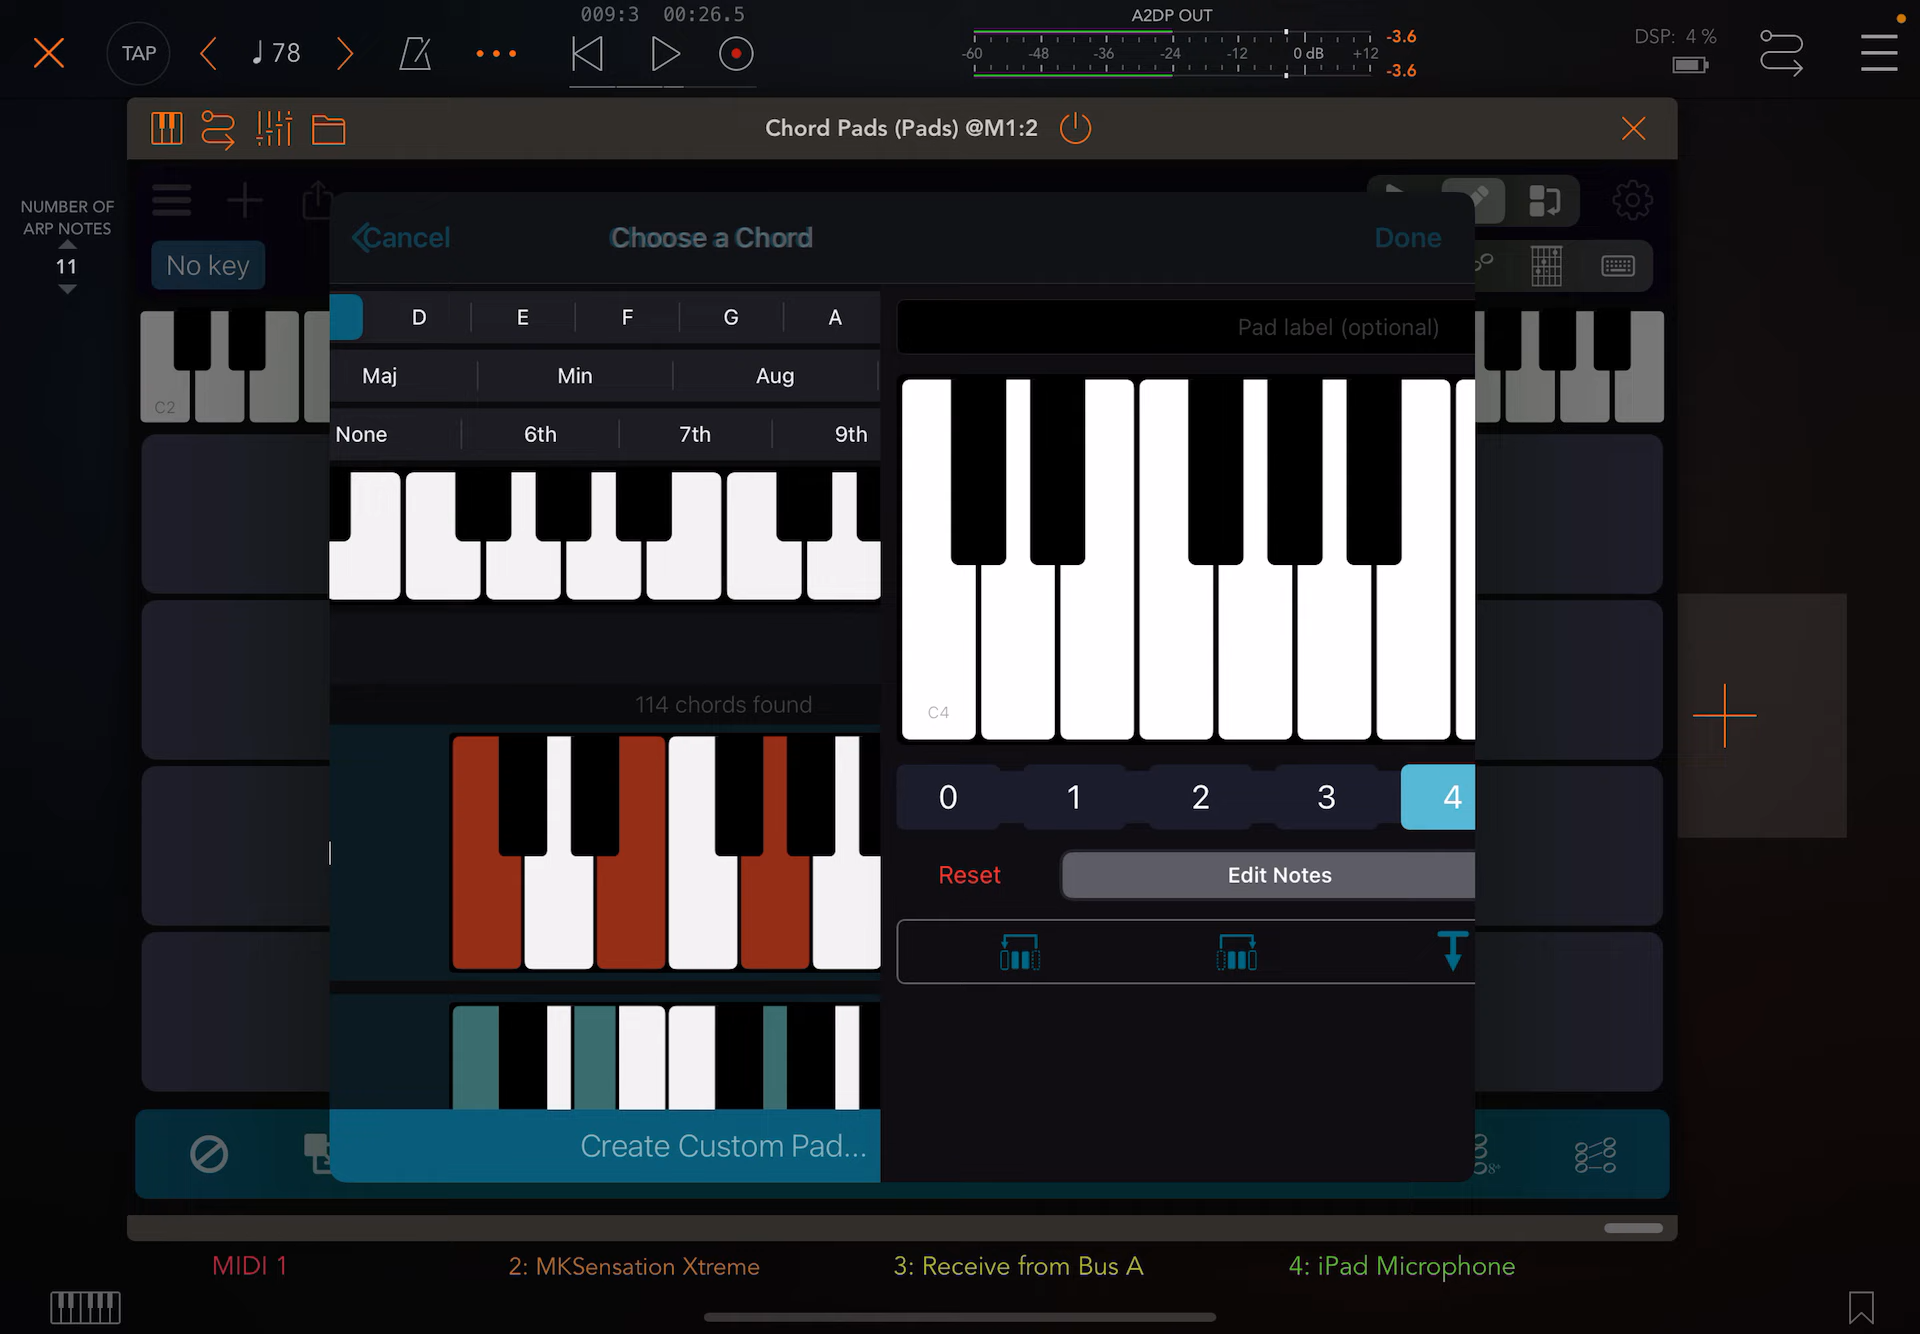 009:3 00:26.5
A2DP OUT
TAP
78
-60 -48 -36 -24 -12 0 dB +12
-3.6
-3.6
DSP: 4 %
Chord Pads (Pads) @M1:2
NUMBER OF
ARP NOTES
11
No key
Cancel
Choose a Chord
Done
D E F G A
Pad label (optional)
Maj Min Aug
None 6th 7th 9th
C2
C4
114 chords found
0 1 2 3 4
Reset
Edit Notes
Create Custom Pad...
MIDI 1
2: MKSensation Xtreme
3: Receive from Bus A
4: iPad Microphone